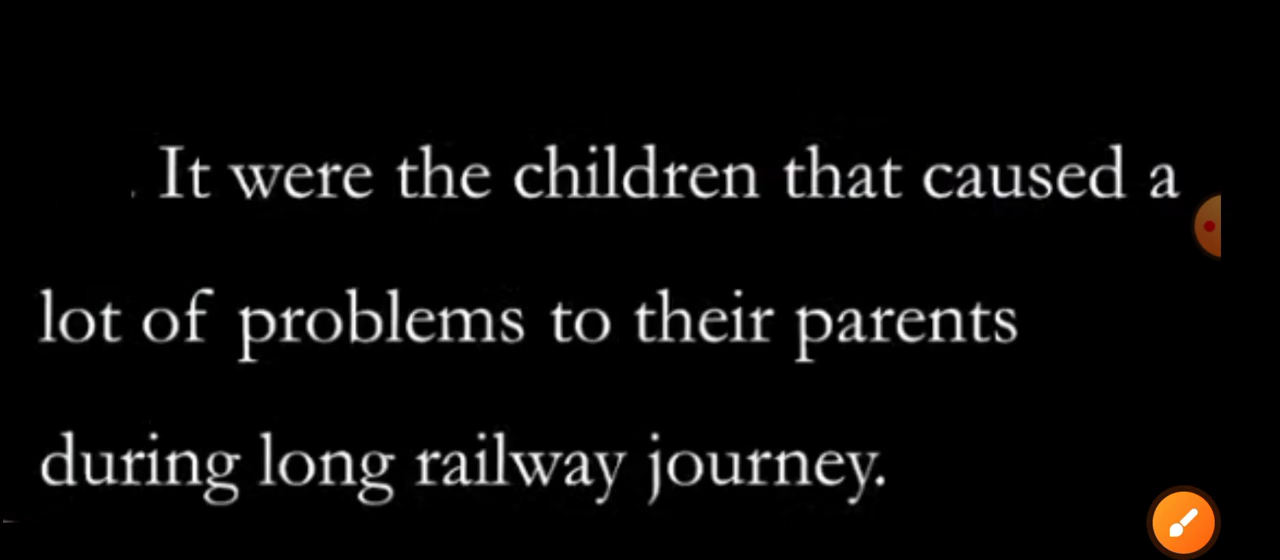 It were the children that caused a
lot of problems to their parents
during long railway journey.